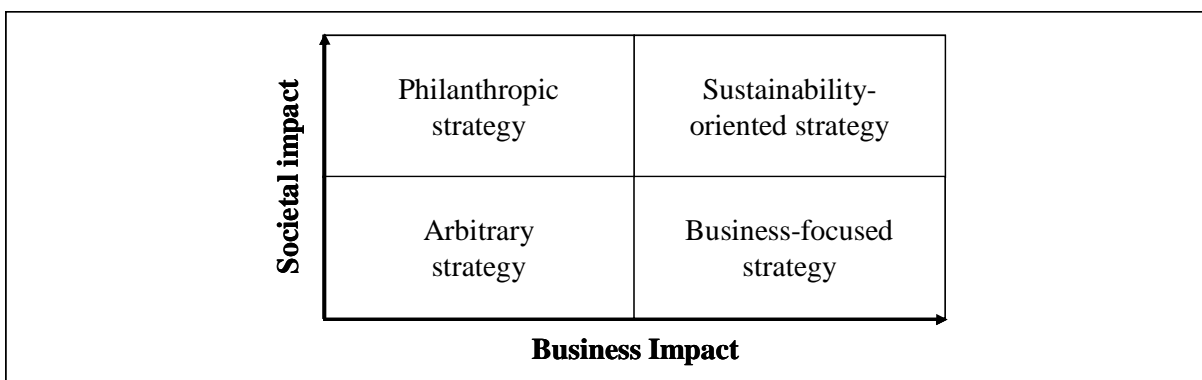 Societal impact
Philanthropic
strategy
Sustainability-
oriented strategy
Arbitrary
strategy
Business-focused
strategy
Business Impact